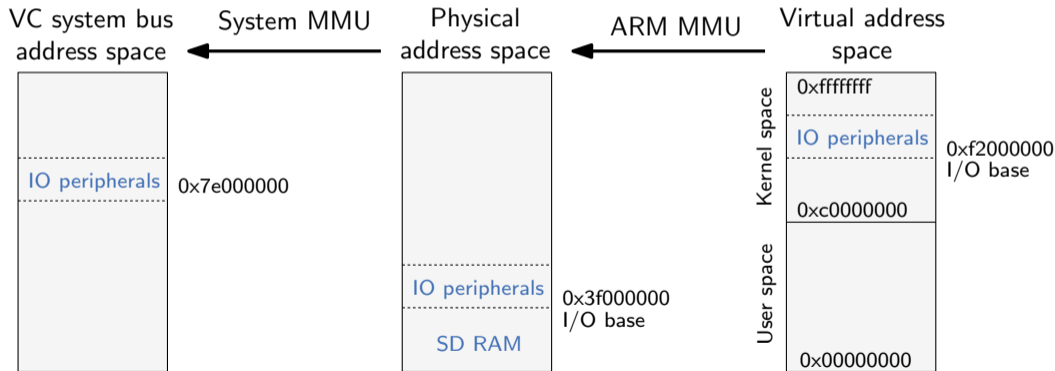 VC system bus
address space
System MMU
Physical
address space
ARM MMU
Virtual address
space
IO peripherals
0x7e000000
IO peripherals
0x3f000000
I/O base
SD RAM
Kernel space
User space
0xffffffff
IO peripherals
0xf2000000
I/O base
0xc0000000
0x00000000